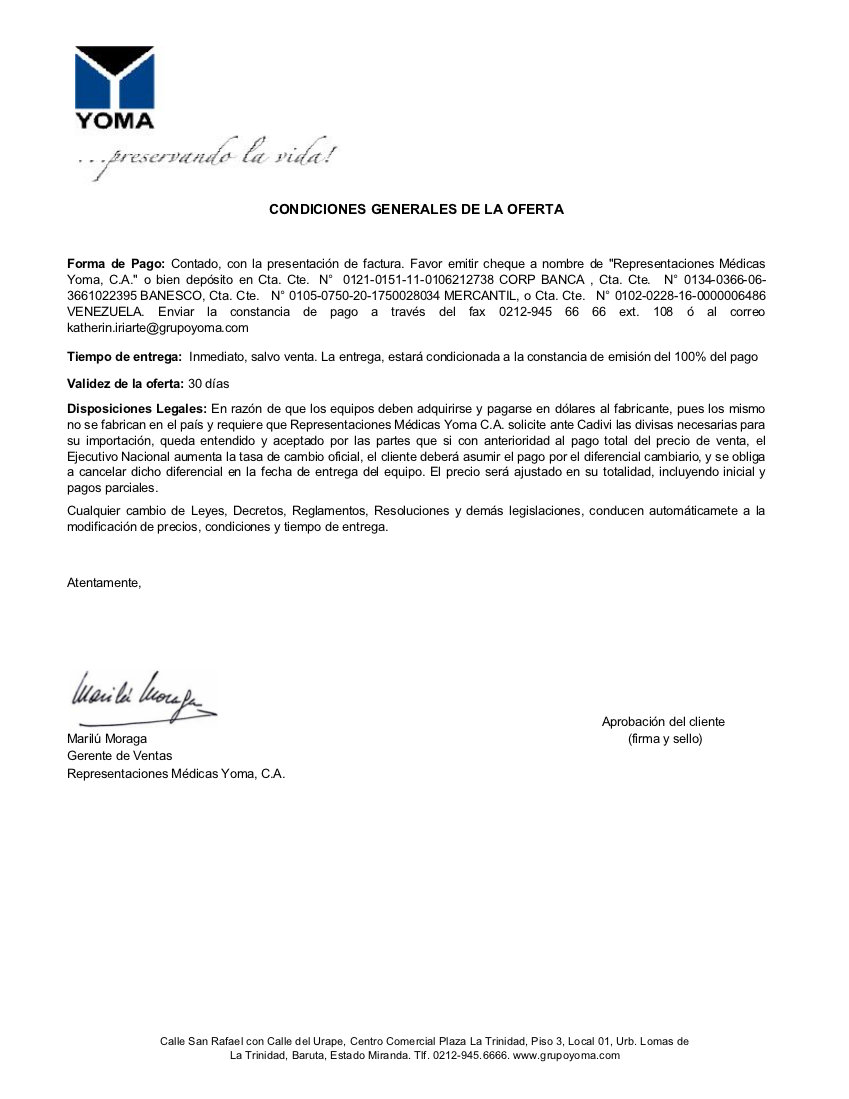 YOMA
...preservando la vida!
CONDICIONES GENERALES DE LA OFERTA
Forma de Pago: Contado, con la presentación de factura. Favor emitir cheque a nombre de "Representaciones Médicas
Yoma, C.A." o bien depósito en Cta. Cte. N° 0121-0151-11-0106212738 CORP BANCA , Cta. Cte. N° 0134-0366-06-
3661022395 BANESCO, Cta. Cte. N° 0105-0750-20-1750028034 MERCANTIL, o Cta. Cte. N° 0102-0228-16-0000006486
VENEZUELA. Enviar la constancia de pago a través del fax 0212-945 66 66 ext. 108 ó al correo
katherin.iriarte@grupoyoma.com
Tiempo de entrega: Inmediato, salvo venta. La entrega, estará condicionada a la constancia de emisión del 100% del pago
Validez de la oferta: 30 días
Disposiciones Legales: En razón de que los equipos deben adquirirse y pagarse en dólares al fabricante, pues los mismo
no se fabrican en el país y requiere que Representaciones Médicas Yoma C.A. solicite ante Cadivi las divisas necesarias para
su importación, queda entendido y aceptado por las partes que si con anterioridad al pago total del precio de venta, el
Ejecutivo Nacional aumenta la tasa de cambio oficial, el cliente deberá asumir el pago por el diferencial cambiario, y se obliga
a cancelar dicho diferencial en la fecha de entrega del equipo. El precio será ajustado en su totalidad, incluyendo inicial y
pagos parciales.
Cualquier cambio de Leyes, Decretos, Reglamentos, Resoluciones y demás legislaciones, conducen automáticamete a la
modificación de precios, condiciones y tiempo de entrega.
Atentamente,
Marilú Moraga
Aprobación del cliente
Marilú Moraga
(firma y sello)
Gerente de Ventas
Representaciones Médicas Yoma, C.A.
Calle San Rafael con Calle del Urape, Centro Comercial Plaza La Trinidad, Piso 3, Local 01, Urb. Lomas de
La Trinidad, Baruta, Estado Miranda. Tlf. 0212-945.6666. www.grupoyoma.com